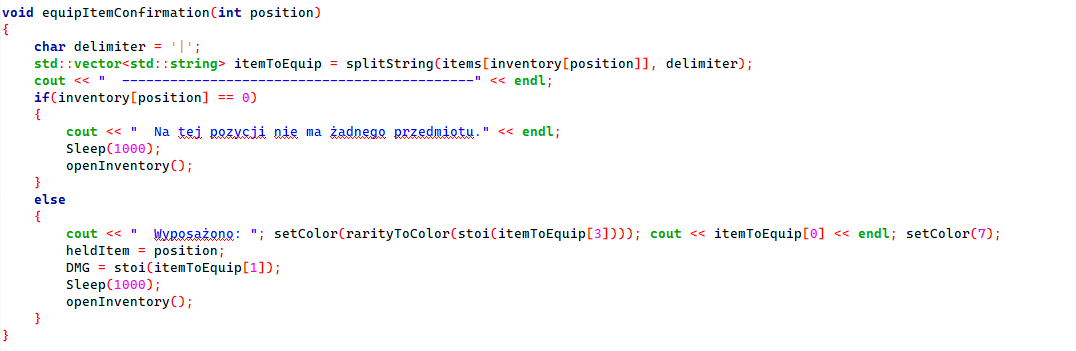 void equipItemConfirmation(int position)
{
    char delimiter = '|';
    std::vector<std::string> itemToEquip = splitString(items[inventory[position]], delimiter);
    cout << "  --------------------------------------------" << endl;
    if(inventory[position] == 0)
    {
        cout << "  Na tej pozycji nie ma żadnego przedmiotu." << endl;
        Sleep(1000);
        openInventory();
    }
    else
    {
        cout << "  Wyposażono: "; setColor(rarityToColor(stoi(itemToEquip[3]))); cout << itemToEquip[0] << endl; setColor(7);
        heldItem = position;
        DMG = stoi(itemToEquip[1]);
        Sleep(1000);
        openInventory();
    }
}